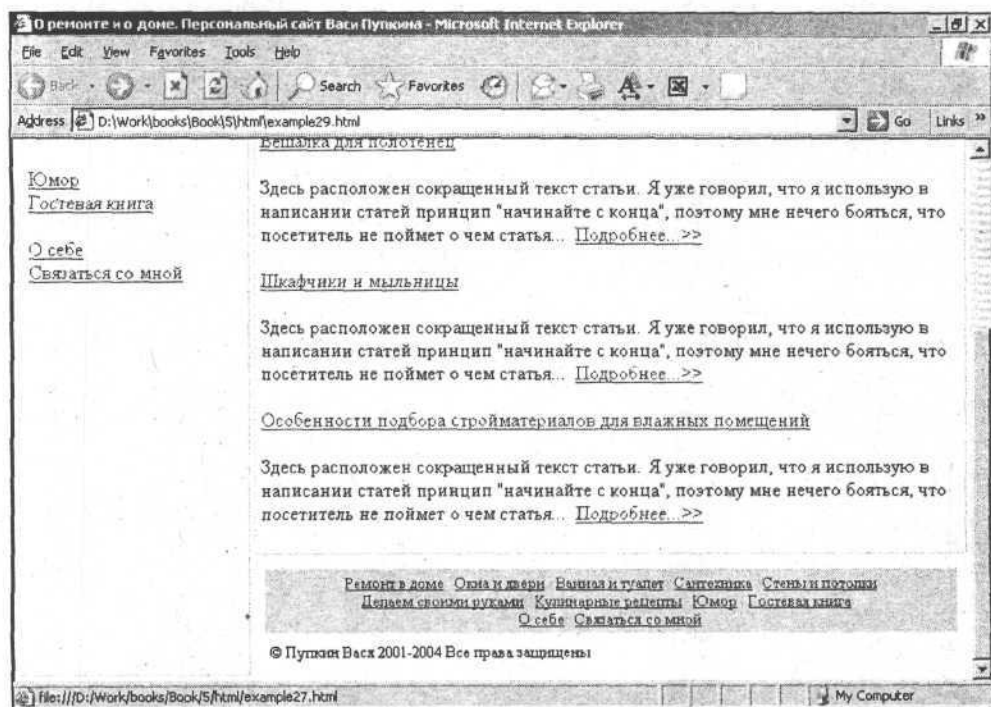 О ремонте и о доме. Персональный сайт Васи Пупкина - Microsoft Internet Explorer
File Edit View Favorites Tools Help
Back Search Favorites
Address D:\Work\books\Book\5\html\example29.html Go Links »
Вешалка для полотенец
Юмор
Гостевая книга
О себе
Связаться со мной
Здесь расположен сокращенный текст статьи. Я уже говорил, что я использую в
написании статей принцип "начинайте с конца", поэтому мне нечего бояться, что
посетитель не поймет о чем статья... Подробнее...>>
Шкафчики и мыльницы
Здесь расположен сокращенный текст статьи. Я уже говорил, что я использую в
написании статей принцип "начинайте с конца", поэтому мне нечего бояться, что
посетитель не поймет о чем статья... Подробнее...>>
Особенности подбора стройматериалов для влажных помещений
Здесь расположен сокращенный текст статьи. Я уже говорил, что я использую в
написании статей принцип "начинайте с конца", поэтому мне нечего бояться, что
посетитель не поймет о чем статья... Подробнее...>>
Ремонт в доме Окна и двери Ванная и туалет Сантехника Стены и потолки
Делаем своими руками Кулинарные рецепты Юмор Гостевая книга
О себе Связаться со мной
© Пупкин Вася 2001-2004 Все права защищены
file:///D:/Work/books/Book/5/html/example27.html My Computer